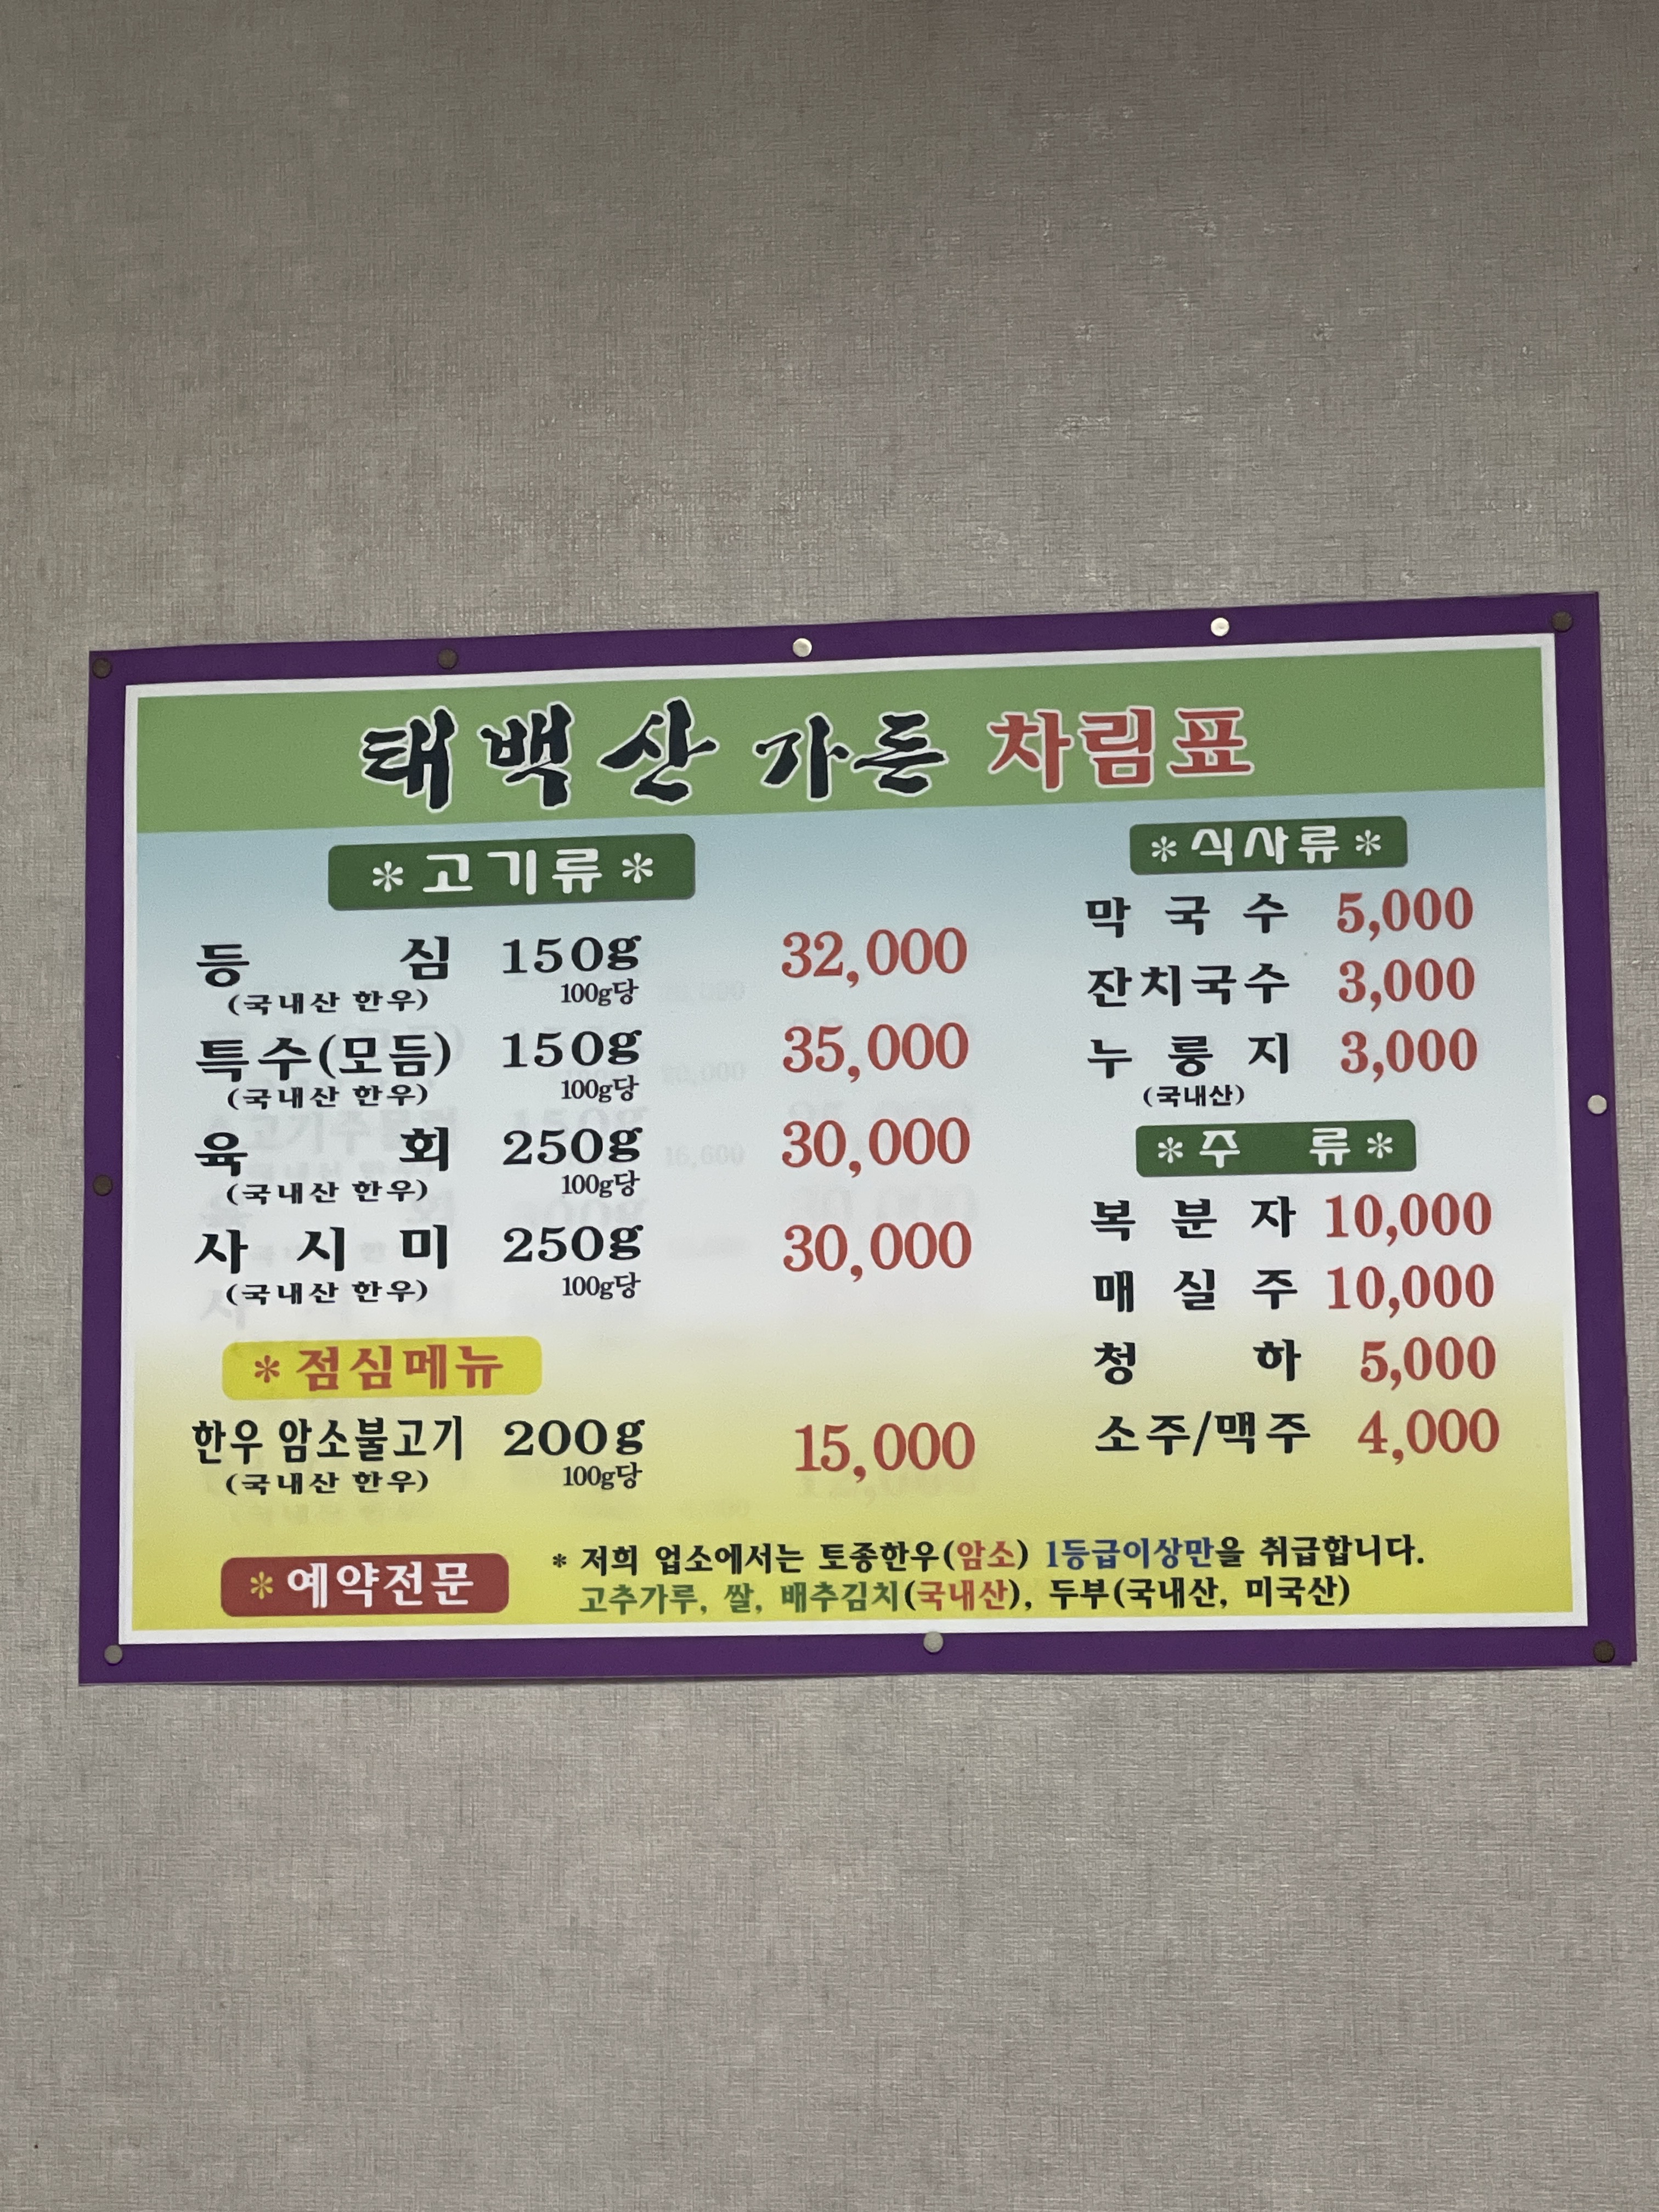 태백산 가든 차림표
*고기류*
등 심 150g 32,000
(국내산 한우) 100g당
특수(모듬) 150g 35,000
(국내산 한우) 100g당
육 회 250g 30,000
(국내산 한우) 100g당
사 시 미 250g 30,000
(국내산 한우) 100g당
*점심메뉴
한우 암소불고기 200g 15,000
(국내산 한우) 100g당
*식사류*
막 국 수 5,000
잔치국수 3,000
누 룽 지 3,000
(국내산)
*주 류*
복 분 자 10,000
매 실 주 10,000
청 하 5,000
소주/맥주 4,000
*예약전문
* 저희 업소에서는 토종한우(암소) 1등급이상만을 취급합니다.
고추가루, 쌀, 배추김치(국내산), 두부(국내산, 미국산)